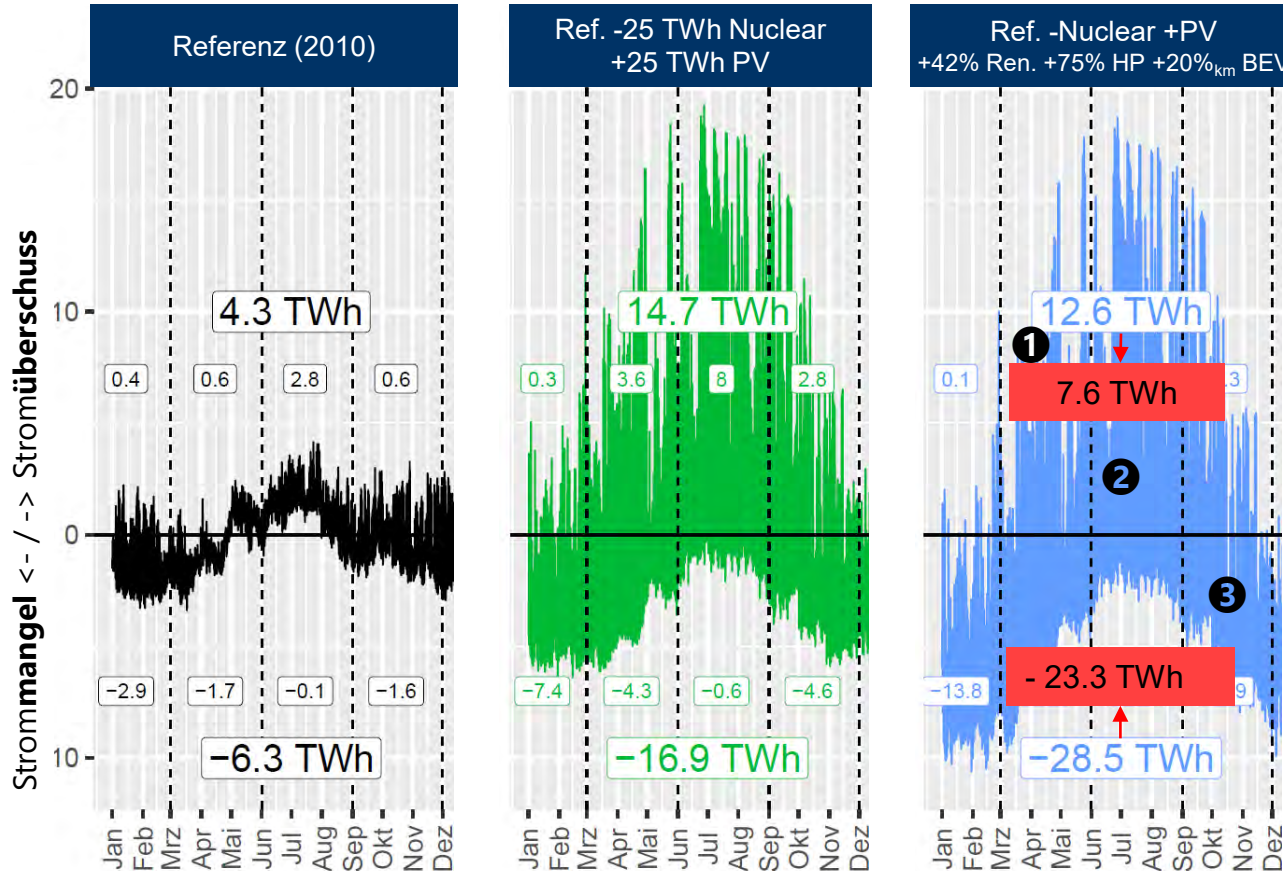 Referenz (2010)
Ref. -25 TWh Nuclear
+25 TWh PV
Ref. -Nuclear +PV
+42% Ren. +75% HP +20%km BEV
Strommangel <- / -> Stromüberschuss
20
10
0
10
4.3 TWh
0.4
0.6
2.8
0.6
−2.9
−1.7
−0.1
−1.6
−6.3 TWh
Jan
Feb
Mrz
Apr
Mai
Jun
Jul
Aug
Sep
Okt
Nov
Dez
14.7 TWh
0.3
3.6
8
2.8
−7.4
−4.3
−0.6
−4.6
−16.9 TWh
Jan
Feb
Mrz
Apr
Mai
Jun
Jul
Aug
Sep
Okt
Nov
Dez
12.6 TWh
1
0.1
7.6 TWh
2
3
−13.8
- 23.3 TWh
−28.5 TWh
Jan
Feb
Mrz
Apr
Mai
Jun
Jul
Aug
Sep
Okt
Nov
Dez